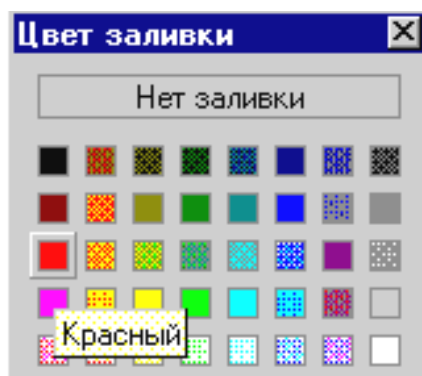 Цвет заливки
Нет заливки
Красный